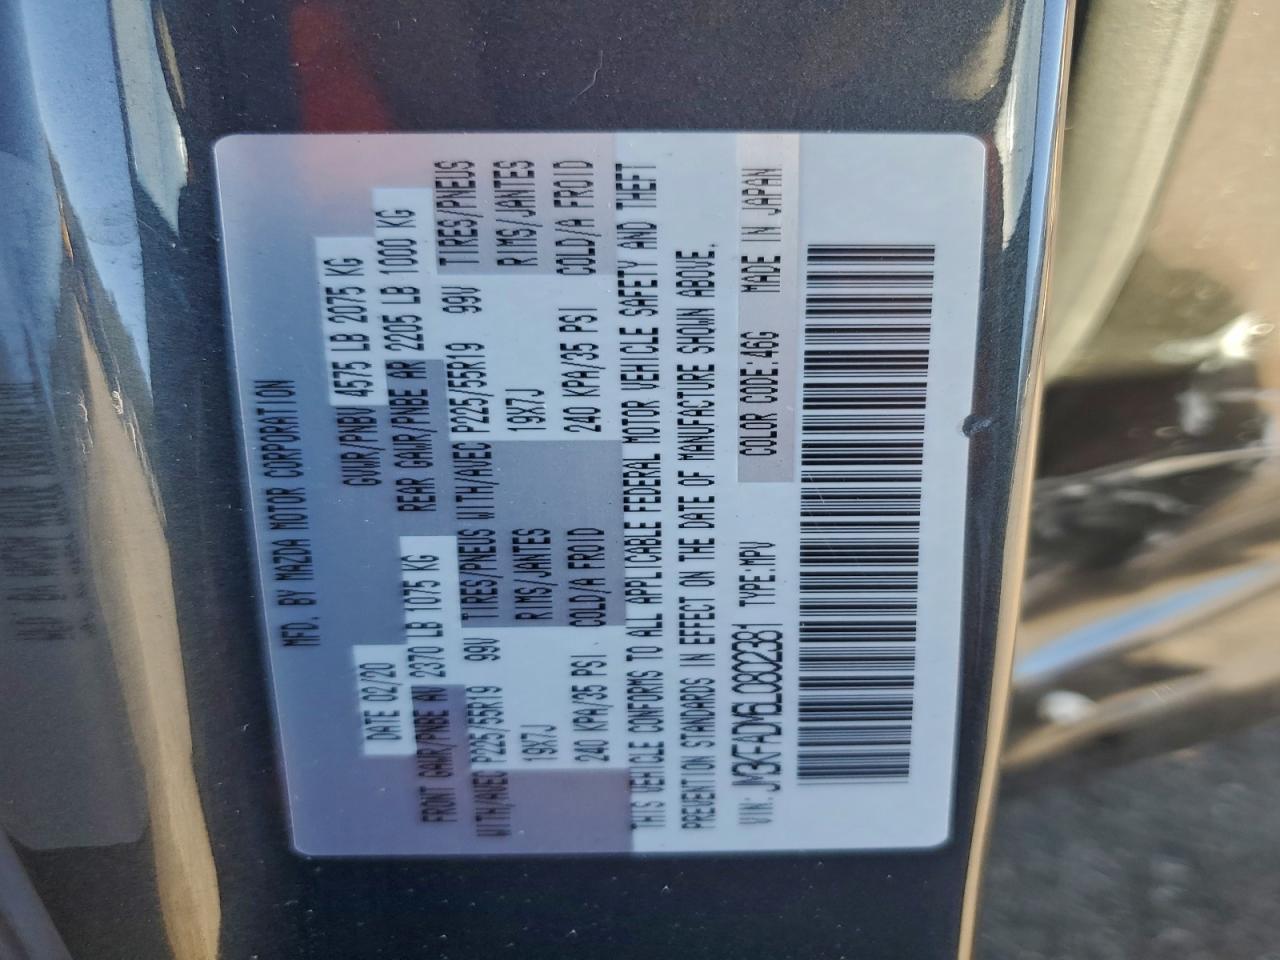 MFD. BY MAZDA MOTOR CORPORATION
DATE 02/20 GVWR/PNBV 4575 LB 2075 KG
FRONT GAWR/PNBE AV 2370 LB 1075 KG REAR GAWR/PNBE AR 2205 LB 1000 KG
WITH/AVEC P225/55R19 99V TIRES/PNEUS WITH/AVEC P225/55R19 99V TIRES/PNEUS
19X7J RIMS/JANTES 19X7J RIMS/JANTES
240 KPA/35 PSI COLD/A FROID 240 KPA/35 PSI COLD/A FROID
THIS VEHICLE CONFORMS TO ALL APPLICABLE FEDERAL MOTOR VEHICLE SAFETY AND THEFT
PREVENTION STANDARDS IN EFFECT ON THE DATE OF MANUFACTURE SHOWN ABOVE.
VIN: JM3KFADM6L0802381 TYPE:MPV COLOR CODE:46G MADE IN JAPAN